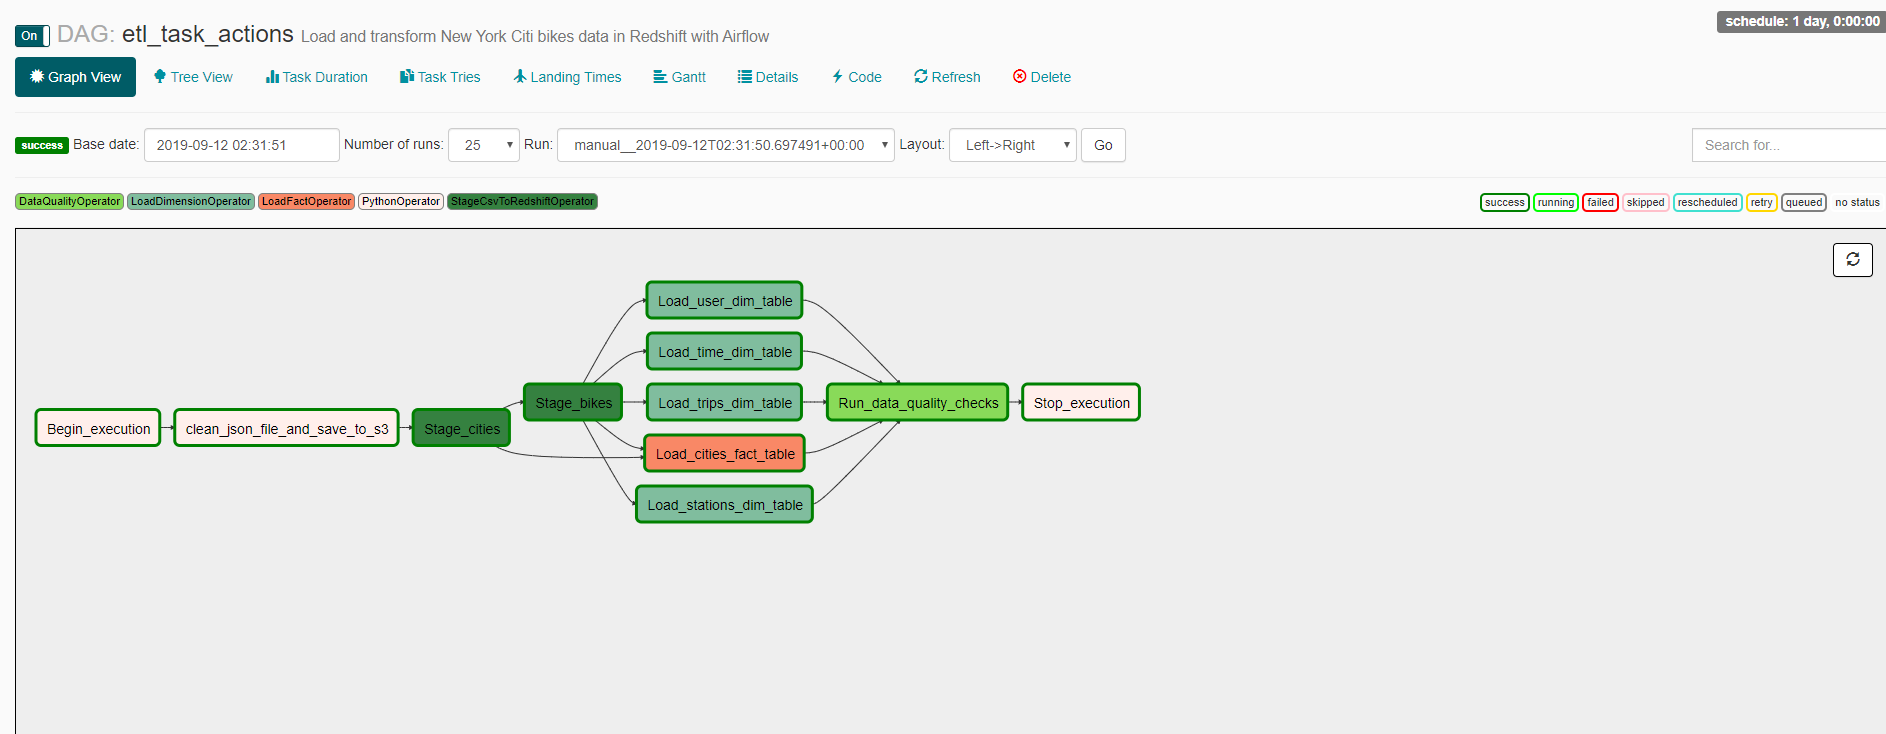 On DAG: etl_task_actions Load and transform New York Citi bikes data in Redshift with Airflow
schedule: 1 day, 0:00:00
Graph View Tree View Task Duration Task Tries Landing Times Gantt Details Code Refresh Delete
success Base date: 2019-09-12 02:31:51 Number of runs: 25 Run: manual__2019-09-12T02:31:50.697491+00:00 Layout: Left->Right Go Search for...
DataQualityOperator LoadDimensionOperator LoadFactOperator PythonOperator StageCsvToRedshiftOperator
success running failed skipped rescheduled retry queued no status
Begin_execution
clean_json_file_and_save_to_s3
Stage_cities
Stage_bikes
Load_user_dim_table
Load_time_dim_table
Load_trips_dim_table
Load_cities_fact_table
Load_stations_dim_table
Run_data_quality_checks
Stop_execution